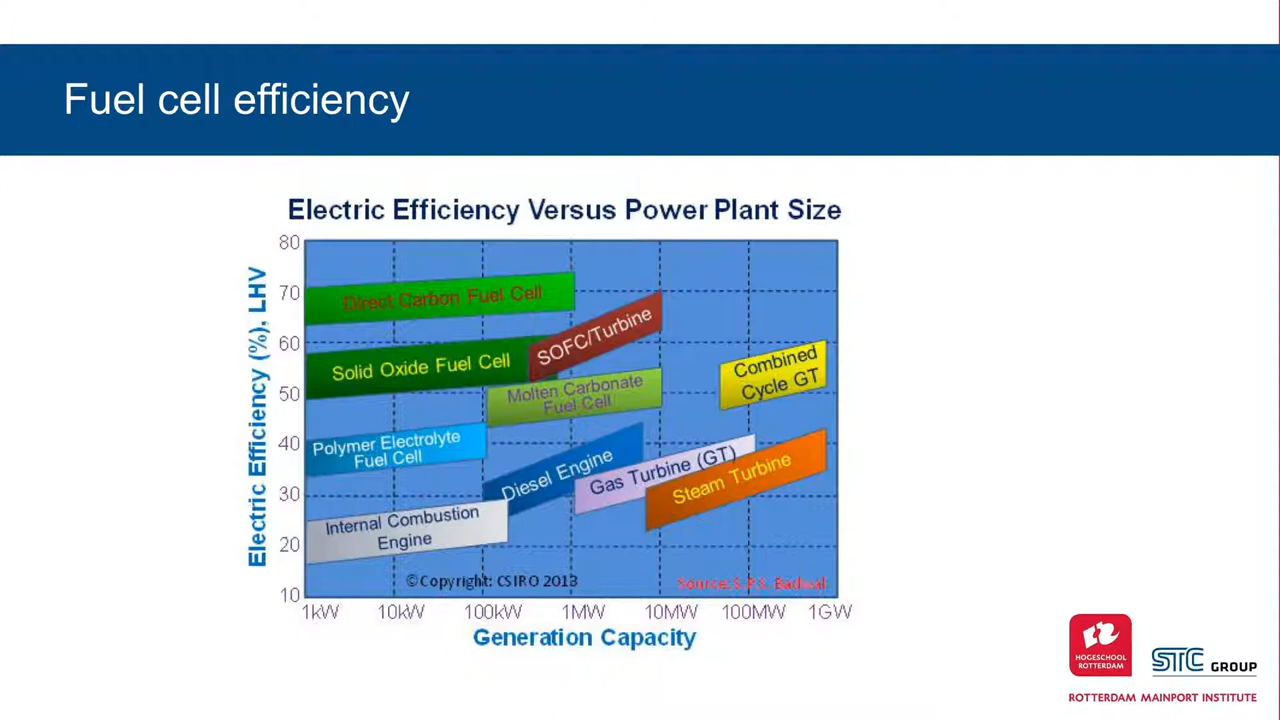 Fuel cell efficiency
Electric Efficiency Versus Power Plant Size
Electric Efficiency (%), LHV
80
70
60
50
40
30
20
10
Direct Carbon Fuel Cell
SOFC/Turbine
Solid Oxide Fuel Cell
Combined
Cycle GT
Molten Carbonate
Fuel Cell
Polymer Electrolyte
Fuel Cell
Diesel Engine
Gas Turbine (GT)
Steam Turbine
Internal Combustion
Engine
©Copyright: CSIRO 2013
Source: S.P.S. Badwal
1kW 10kW 100kW 1MW 10MW 100MW 1GW
Generation Capacity
HOGESCHOOL
ROTTERDAM
STC GROUP
ROTTERDAM MAINPORT INSTITUTE